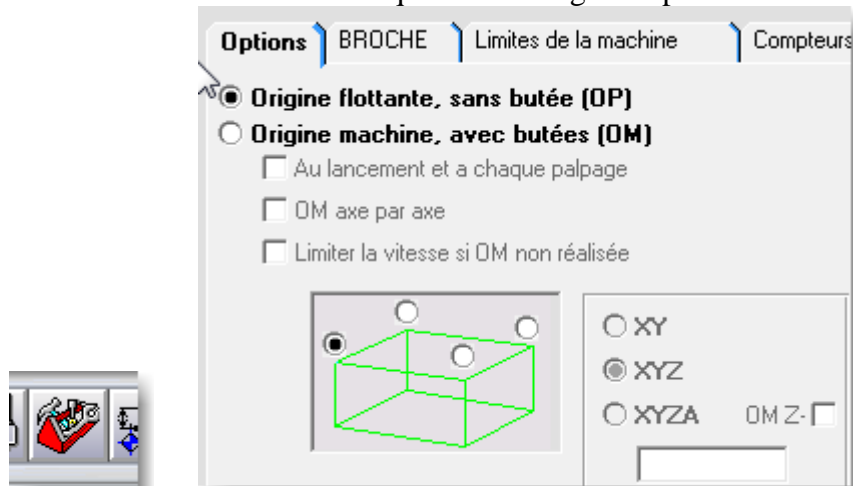 Options BROCHE Limites de la machine Compteurs
Origine flottante, sans butée (OP)
Origine machine, avec butées (OM)
Au lancement et a chaque palpage
OM axe par axe
Limiter la vitesse si OM non réalisée
XY
XYZ
XYZA OM Z-